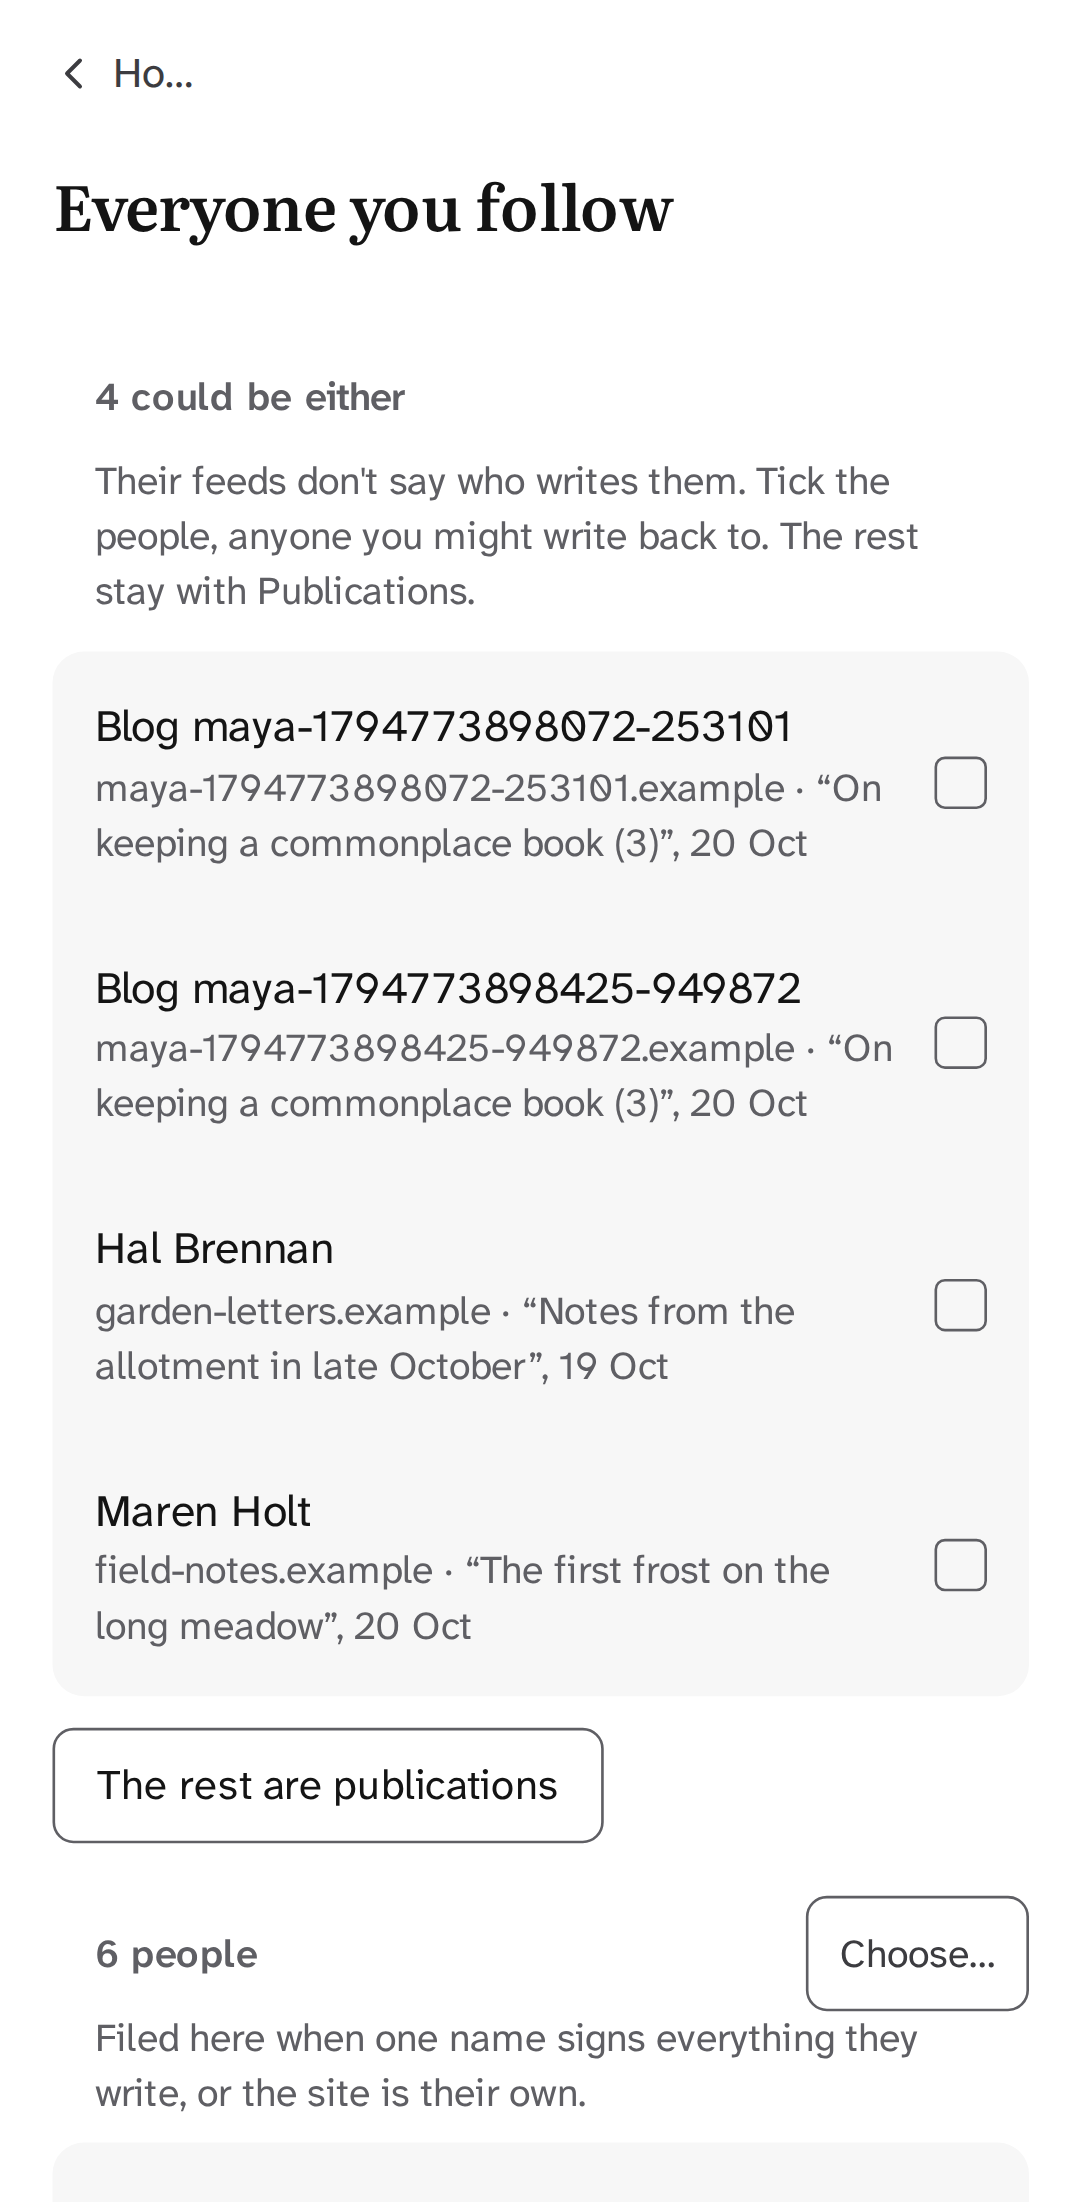 Ho...
Everyone you follow
4 could be either
Their feeds don't say who writes them. Tick the
people, anyone you might write back to. The rest
stay with Publications.
Blog maya-1794773898072-253101
maya-1794773898072-253101.example · “On
keeping a commonplace book (3)”, 20 Oct
Blog maya-1794773898425-949872
maya-1794773898425-949872.example · “On
keeping a commonplace book (3)”, 20 Oct
Hal Brennan
garden-letters.example · “Notes from the
allotment in late October”, 19 Oct
Maren Holt
field-notes.example · “The first frost on the
long meadow”, 20 Oct
The rest are publications
6 people
Choose...
Filed here when one name signs everything they
write, or the site is their own.